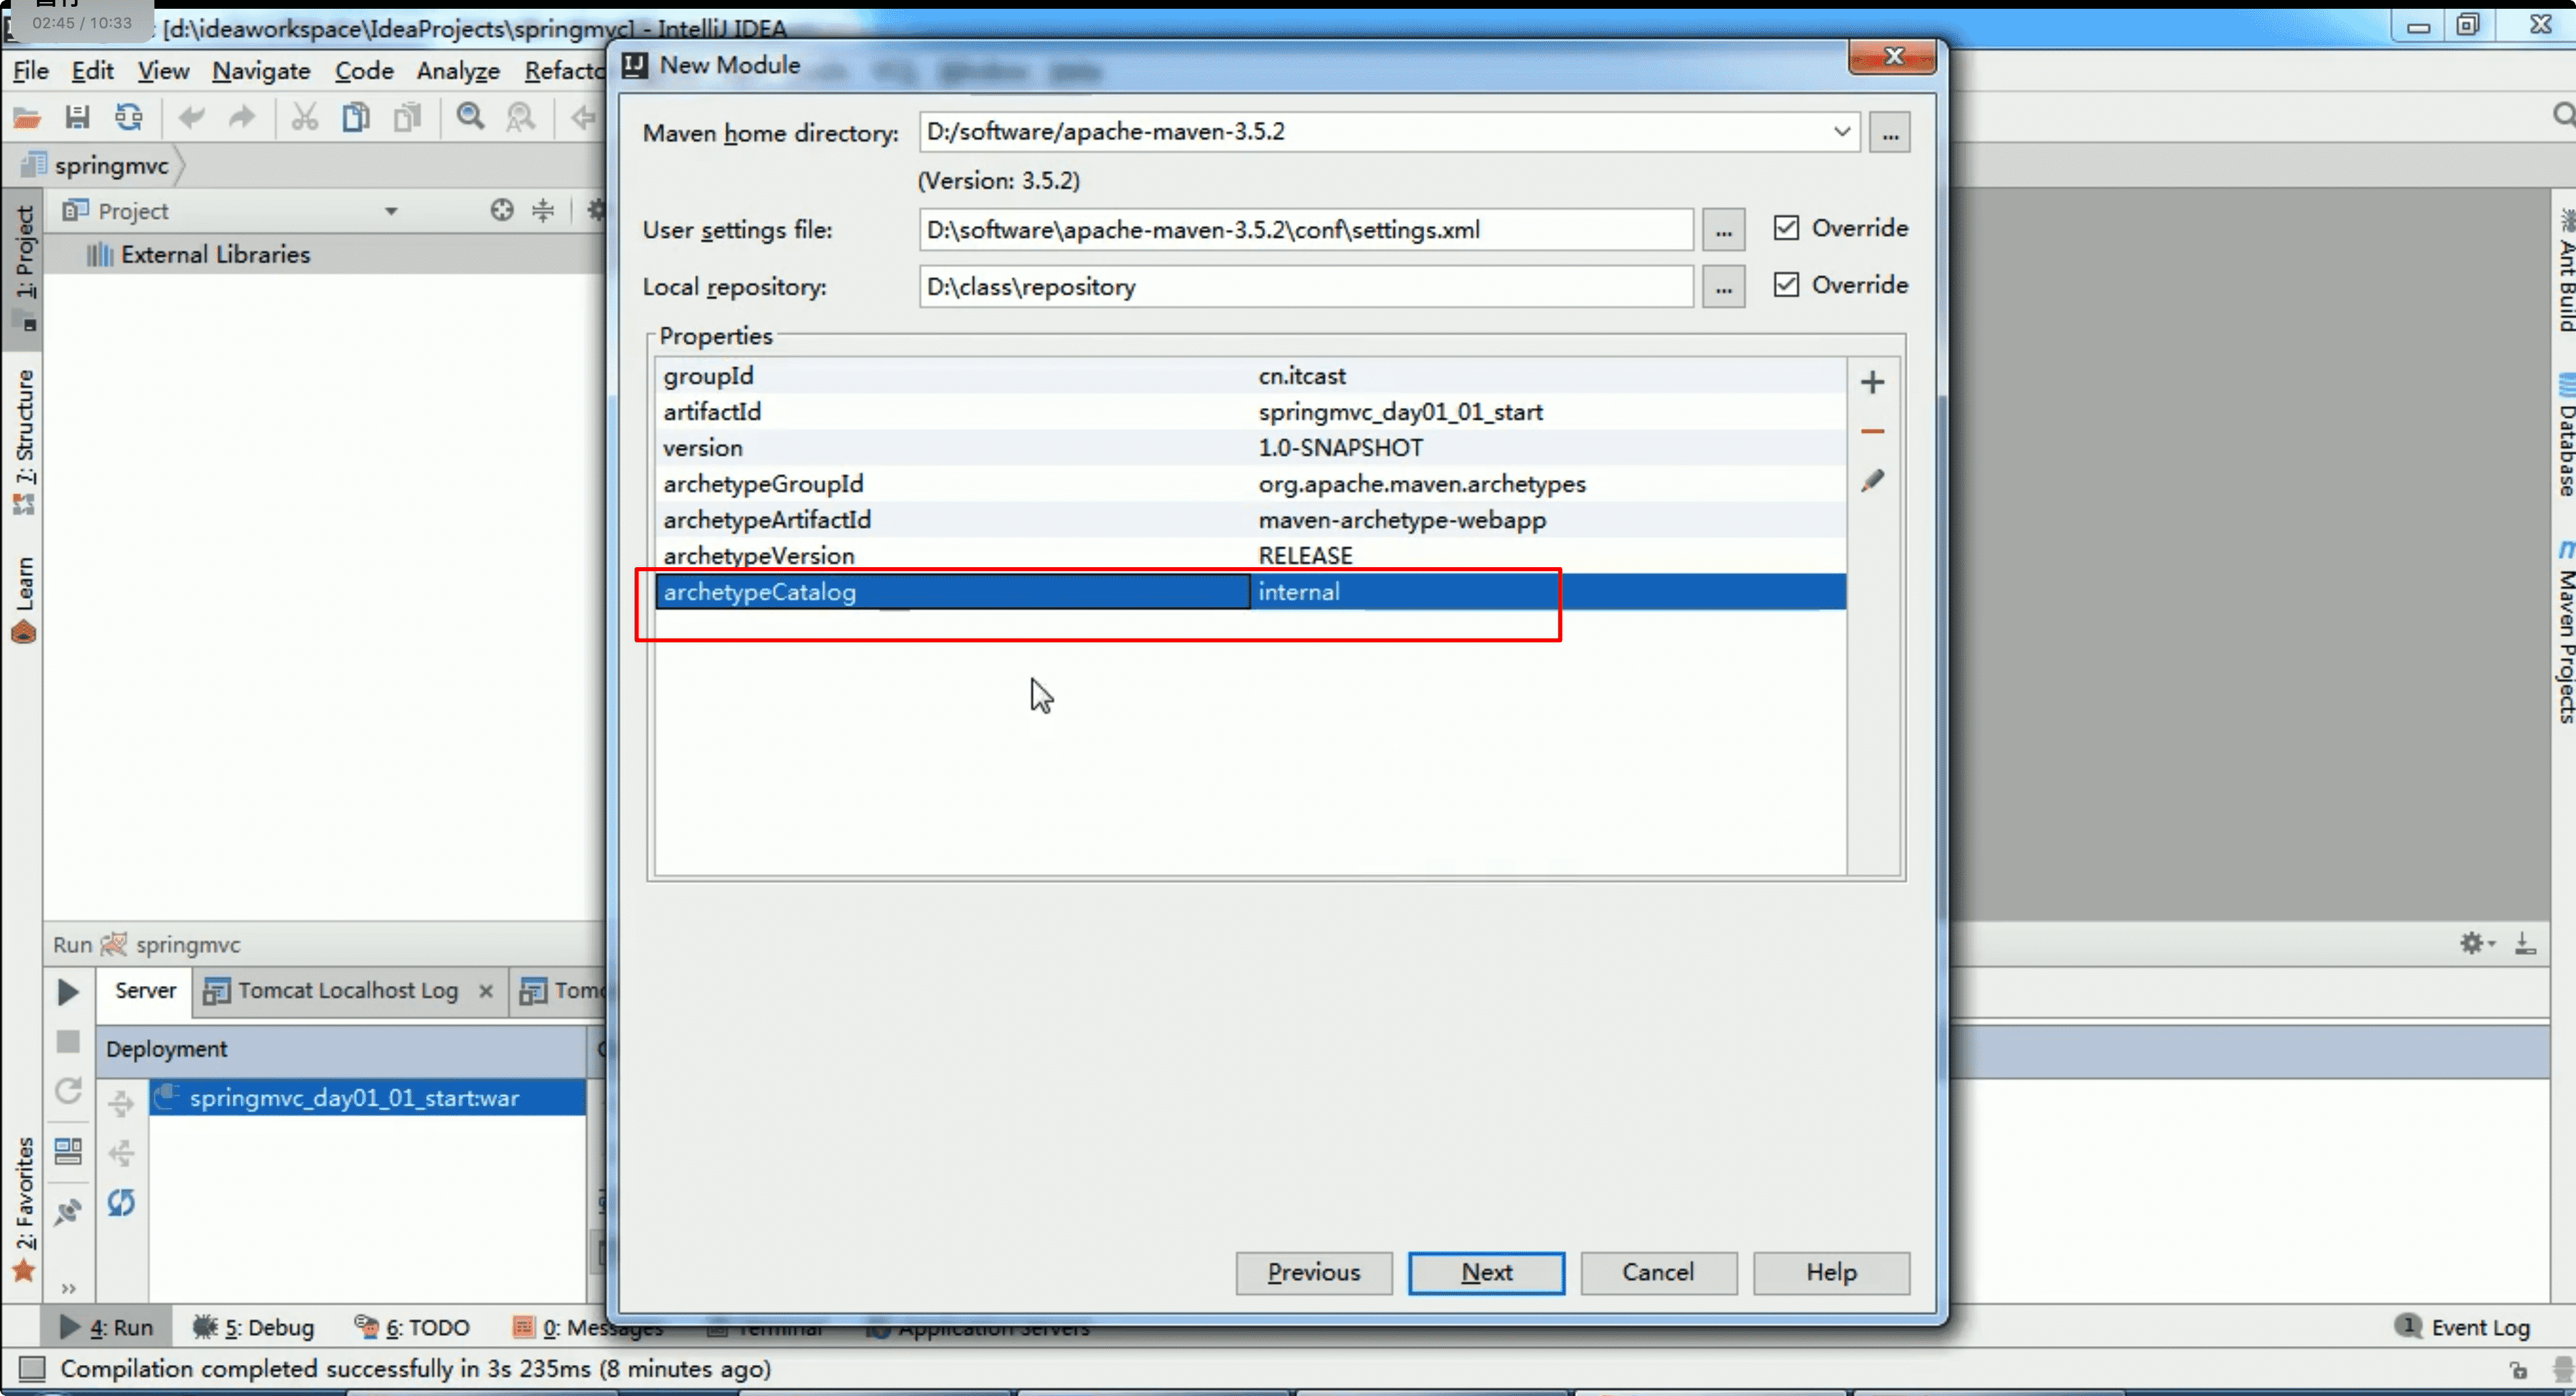 02:45 / 10:33
[d:\ideaworkspace\IdeaProjects\springmvc] - IntelliJ IDEA
File Edit View Navigate Code Analyze Refacto
springmvc
Project
External Libraries
1: Project
7: Structure
Learn
2: Favorites
New Module
Maven home directory: D:/software/apache-maven-3.5.2 ...
(Version: 3.5.2)
User settings file: D:\software\apache-maven-3.5.2\conf\settings.xml ... Override
Local repository: D:\class\repository ... Override
Properties
groupId cn.itcast
artifactId springmvc_day01_01_start
version 1.0-SNAPSHOT
archetypeGroupId org.apache.maven.archetypes
archetypeArtifactId maven-archetype-webapp
archetypeVersion RELEASE
archetypeCatalog internal
Previous Next Cancel Help
Ant Build
Database
Maven Projects
Run springmvc
Server Tomcat Localhost Log Tomc
Deployment
springmvc_day01_01_start:war
4: Run 5: Debug 6: TODO 0: Messages Terminal Application Servers
1 Event Log
Compilation completed successfully in 3s 235ms (8 minutes ago)